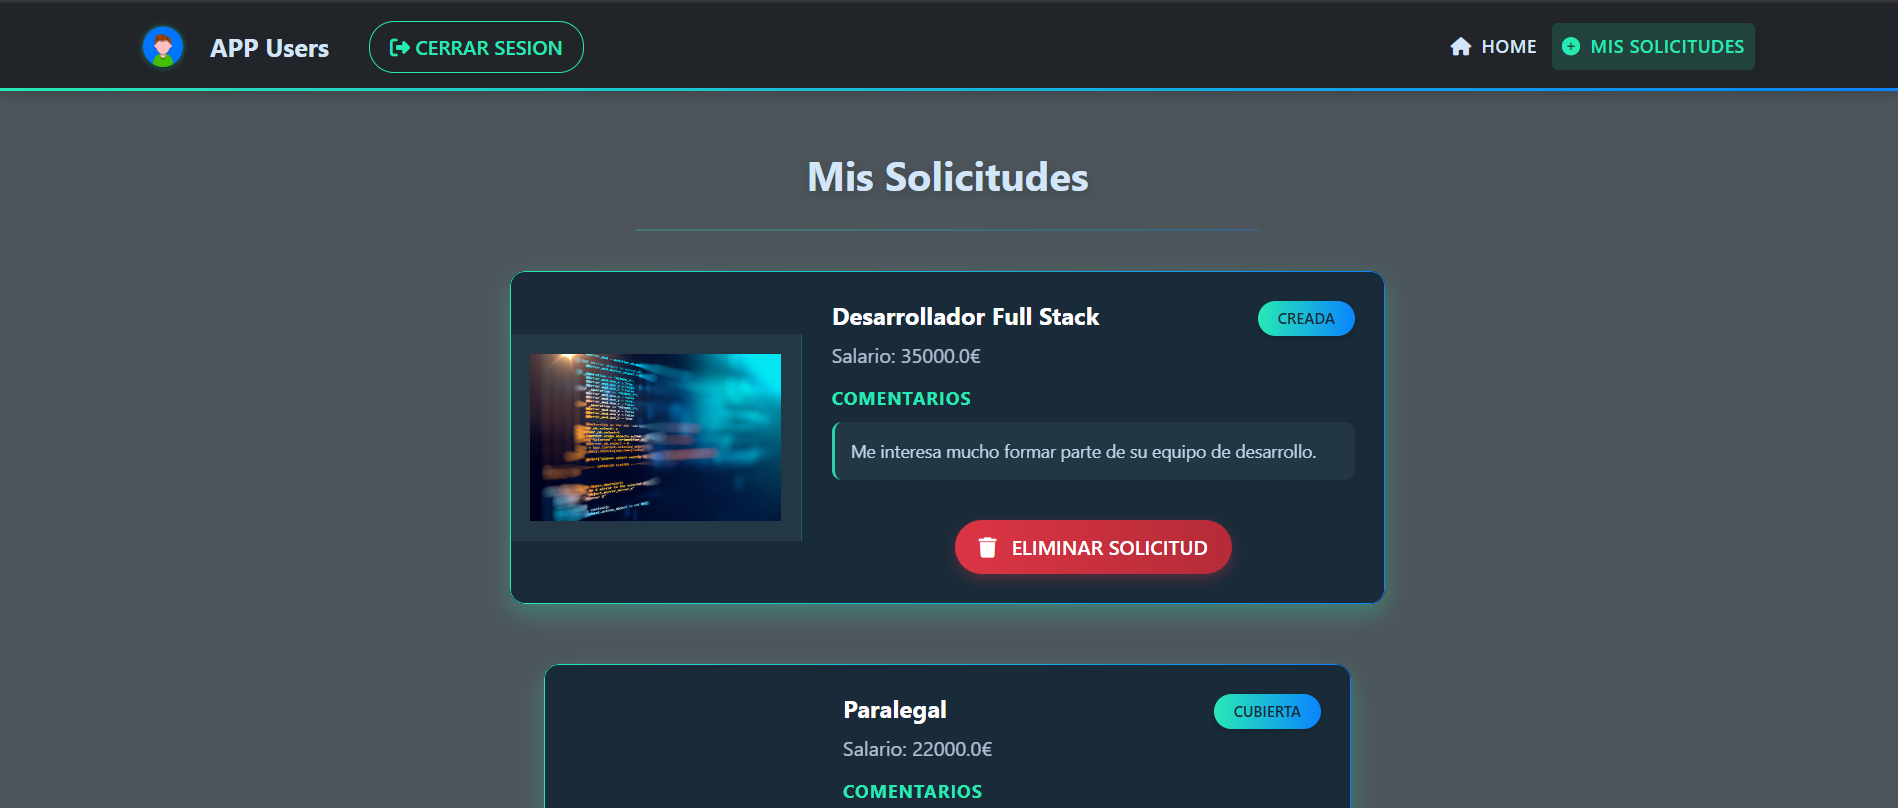 APP Users
CERRAR SESION
HOME
MIS SOLICITUDES
Mis Solicitudes
Desarrollador Full Stack
CREADA
Salario: 35000.0€
COMENTARIOS
Me interesa mucho formar parte de su equipo de desarrollo.
ELIMINAR SOLICITUD
Paralegal
CUBIERTA
Salario: 22000.0€
COMENTARIOS